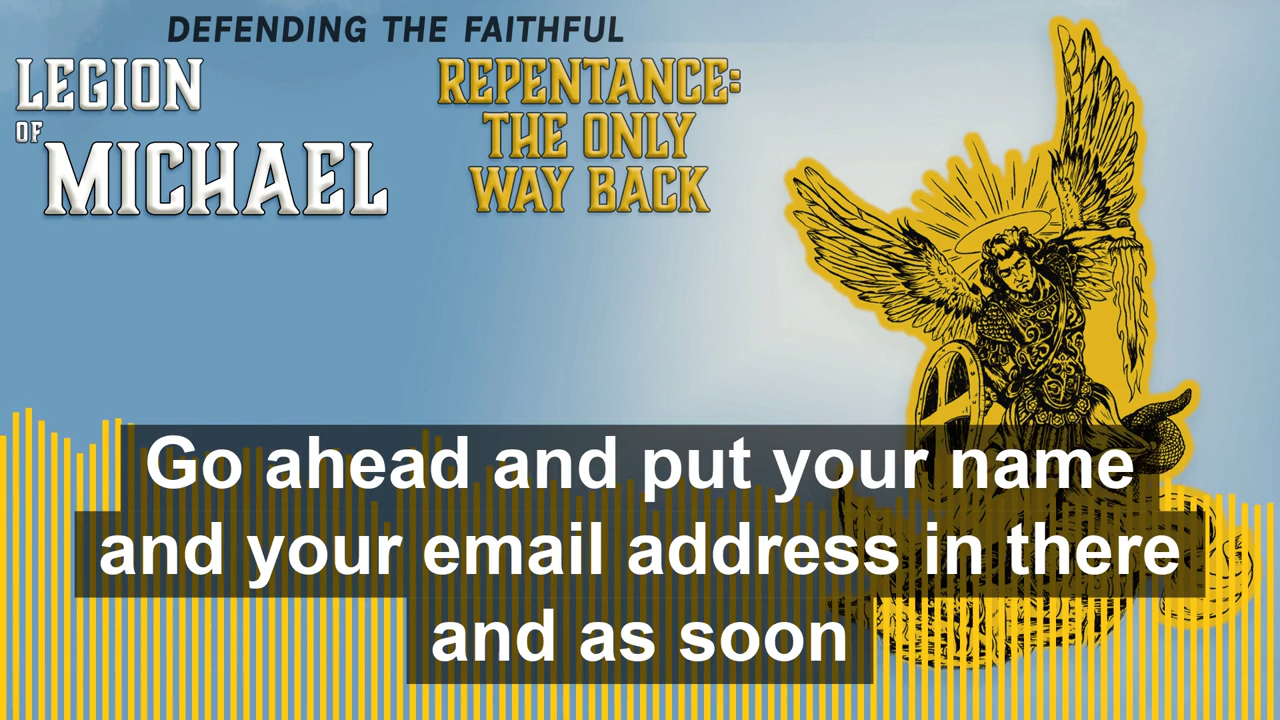 DEFENDING THE FAITHFUL
LEGION
OF
MICHAEL
REPENTANCE:
THE ONLY
WAY BACK
Go ahead and put your name
and your email address in there
and as soon